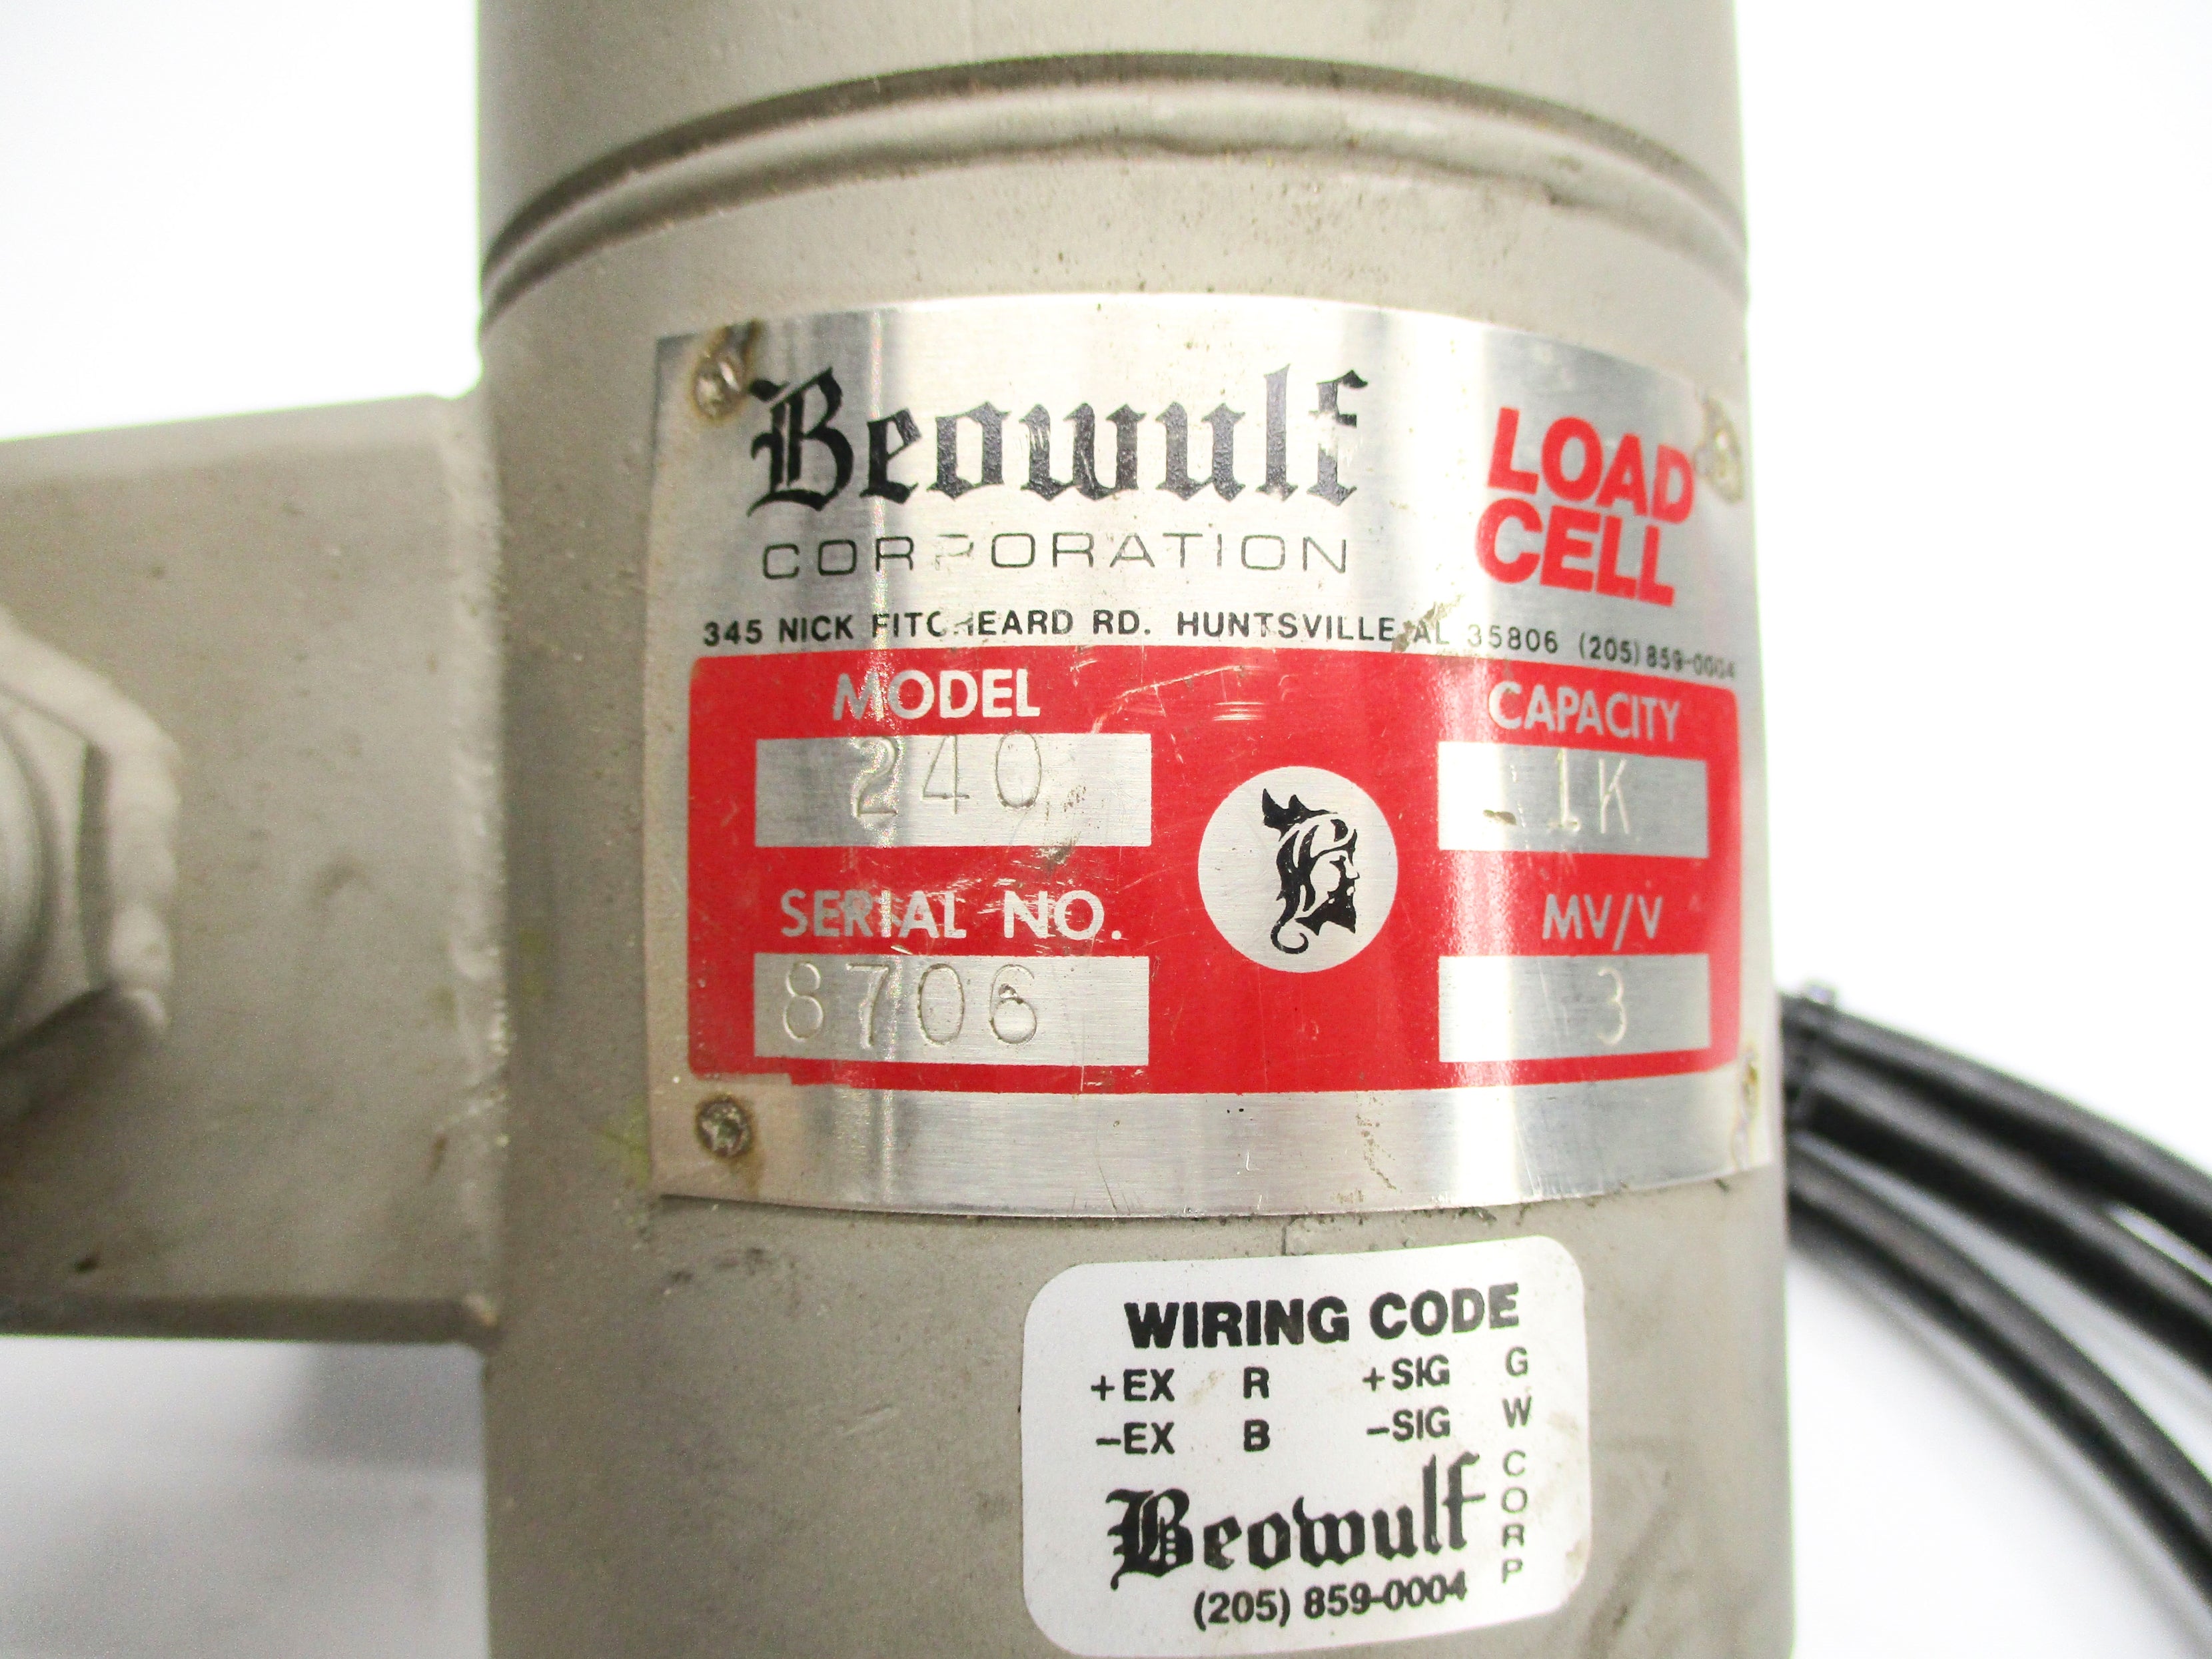 Beowulf
CORPORATION
LOAD
CELL
345 NICK FITCHEARD RD. HUNTSVILLE, AL 35806 (205) 859-0004
MODEL
240
CAPACITY
1K
SERIAL NO.
8706
MV/V
3
WIRING CODE
+EX R +SIG G
-EX B -SIG W
Beowulf CORP
(205) 859-0004